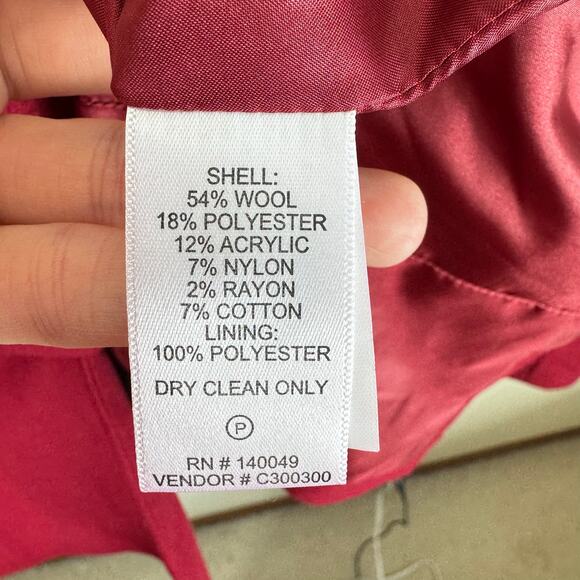 SHELL:
54% WOOL
18% POLYESTER
12% ACRYLIC
7% NYLON
2% RAYON
7% COTTON
LINING:
100% POLYESTER
DRY CLEAN ONLY
P
RN # 140049
VENDOR # C300300